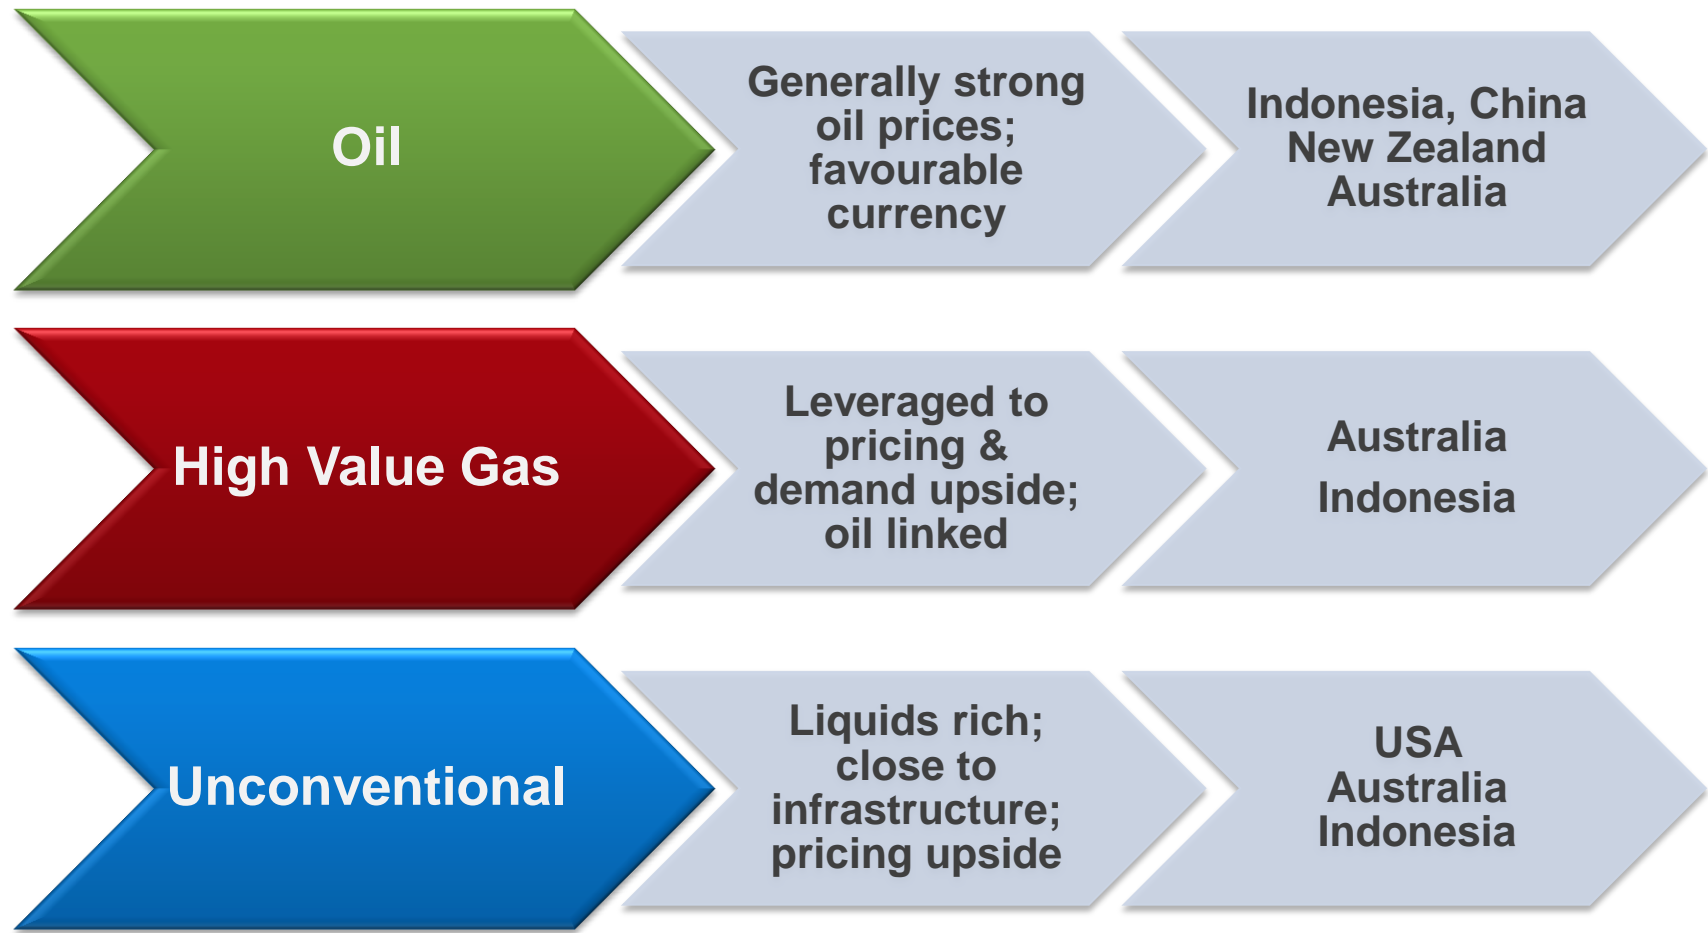 Oil
Generally strong
oil prices;
favourable
currency
Indonesia, China
New Zealand
Australia
High Value Gas
Leveraged to
pricing &
demand upside;
oil linked
Australia
Indonesia
Unconventional
Liquids rich;
close to
infrastructure;
pricing upside
USA
Australia
Indonesia